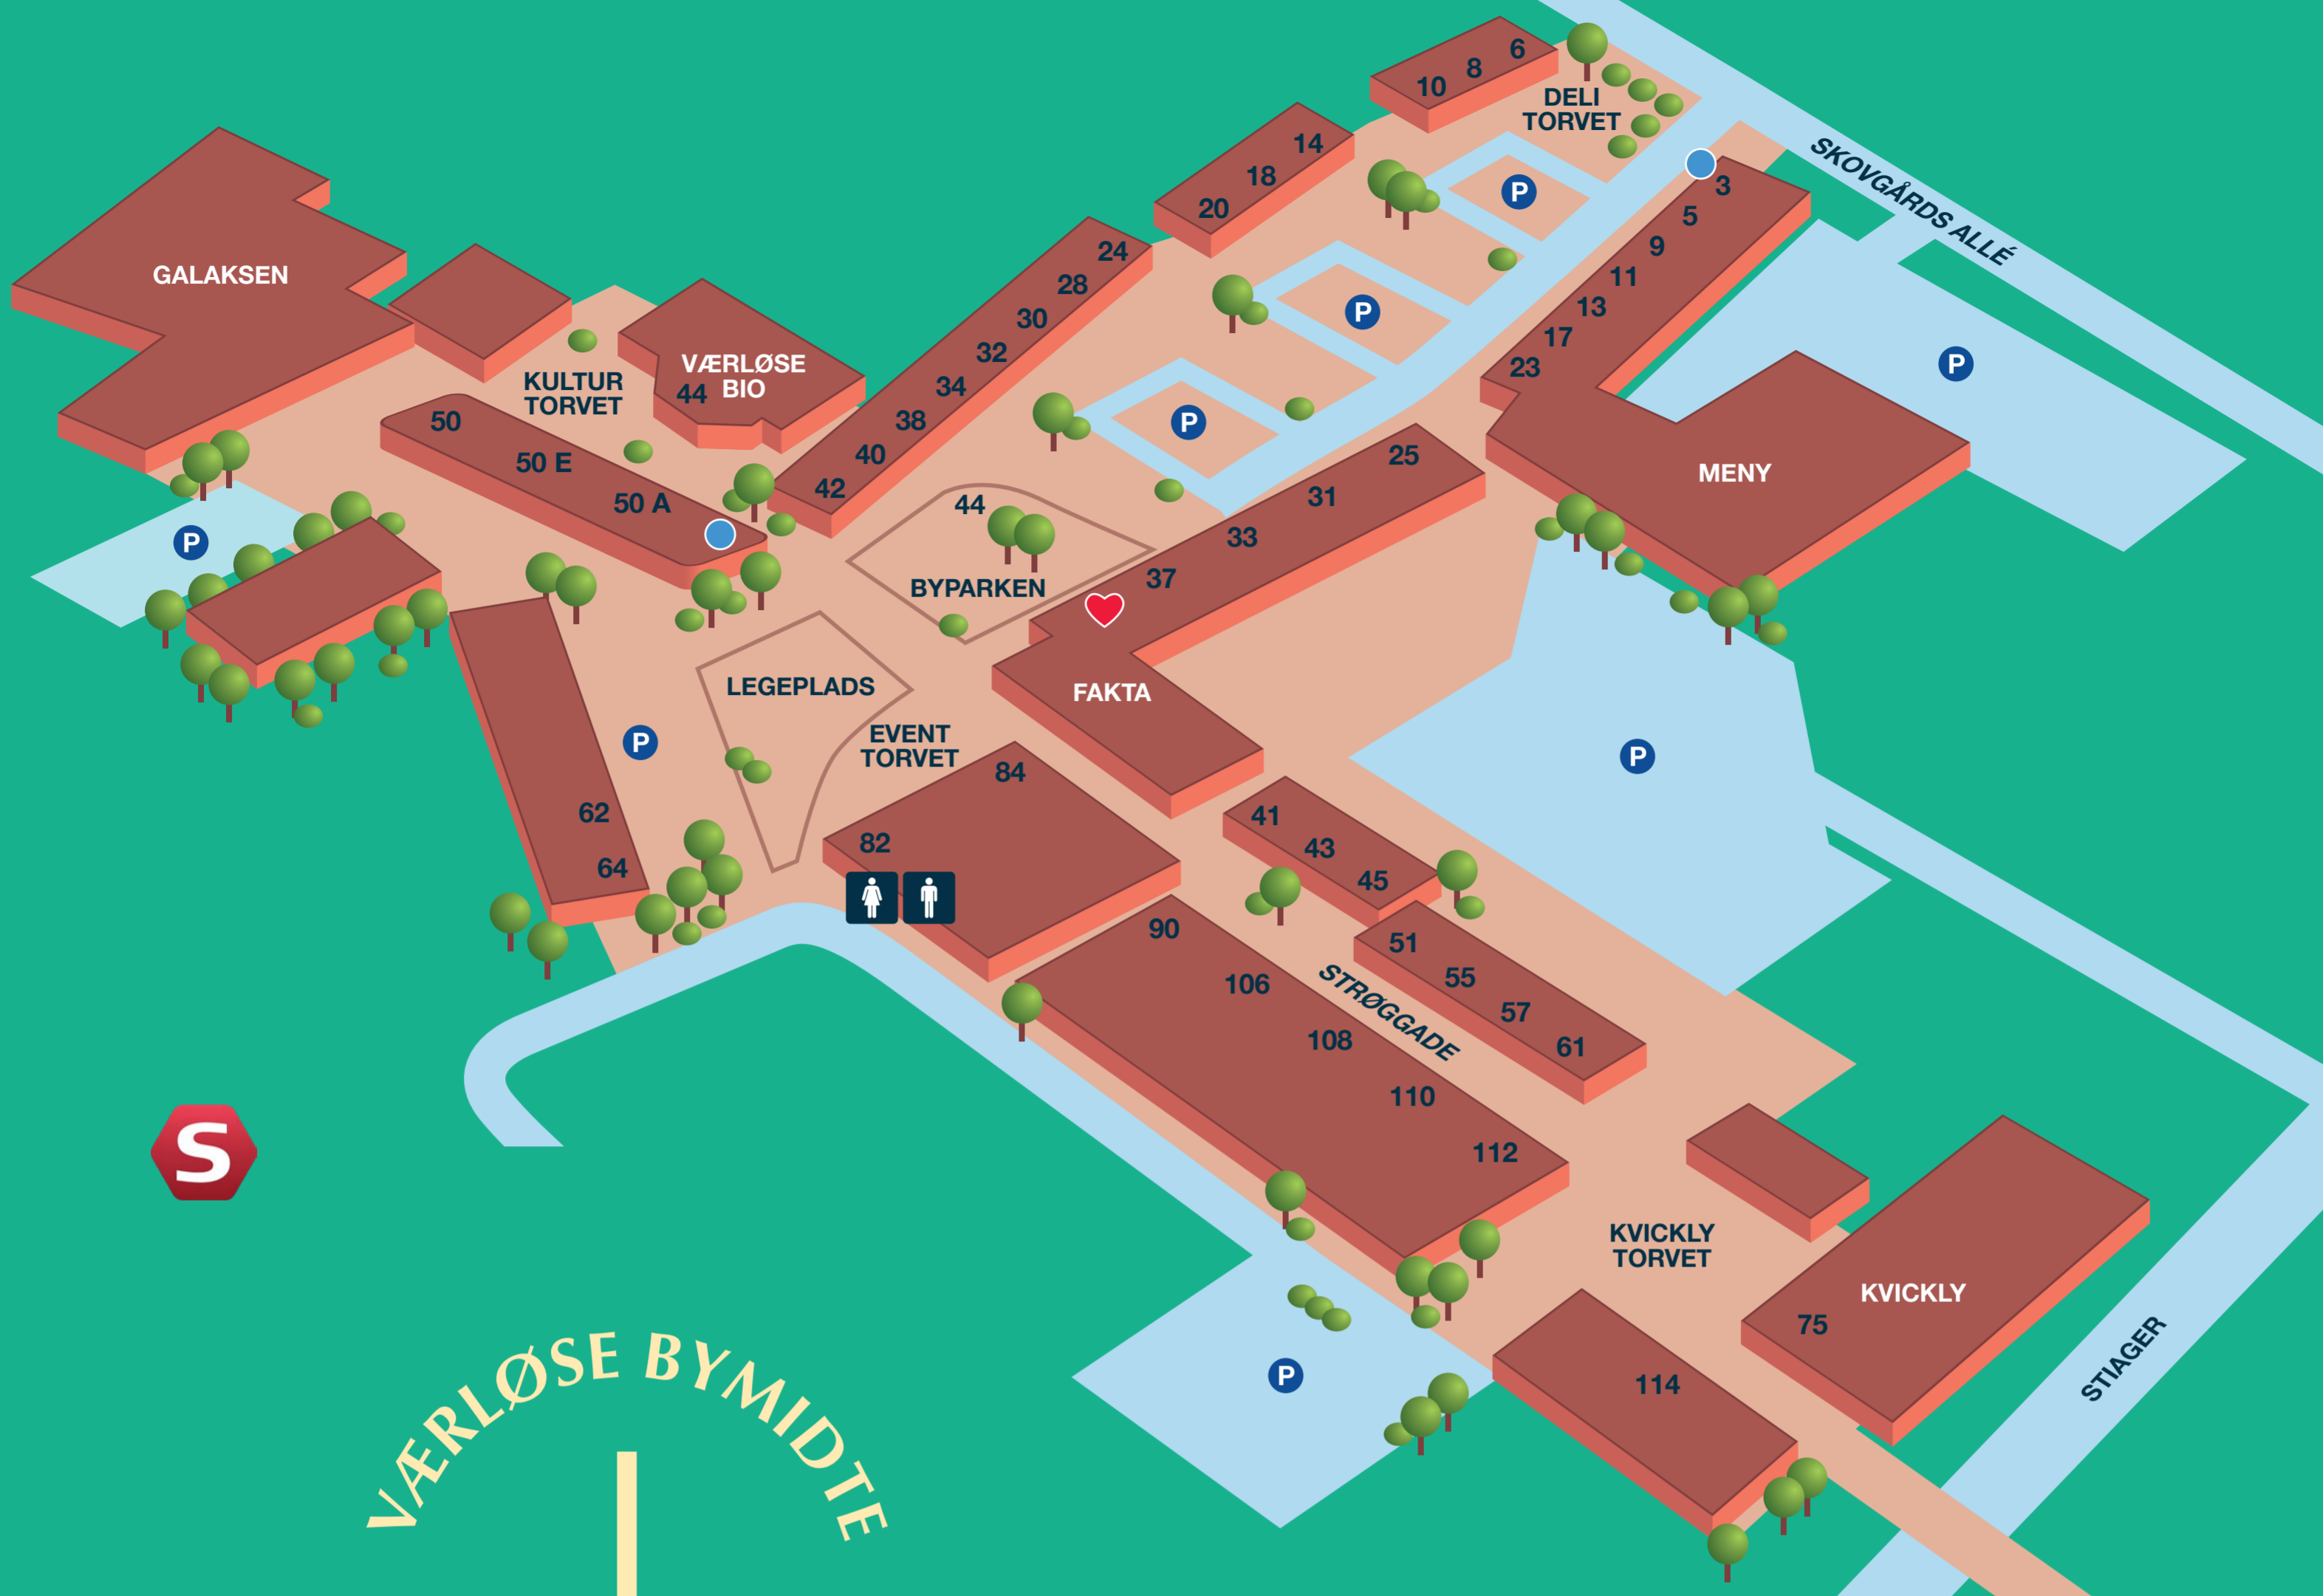 6
8
10
DELI
TORVET
14
18
20
P
SKOVGÅRDS ALLÉ
3
5
9
11
13
17
23
24
28
30
32
34
38
40
42
P
P
P
GALAKSEN
VÆRLØSE
BIO
44
KULTUR
TORVET
50
50 E
50 A
P
MENY
25
31
33
37
44
BYPARKEN
FAKTA
LEGEPLADS
EVENT
TORVET
P
P
62
64
84
82
41
43
45
51
55
57
61
STRØGGADE
90
106
108
110
112
S
KVICKLY
TORVET
KVICKLY
75
114
P
STIAGER
VÆRLØSE BYMIDTE